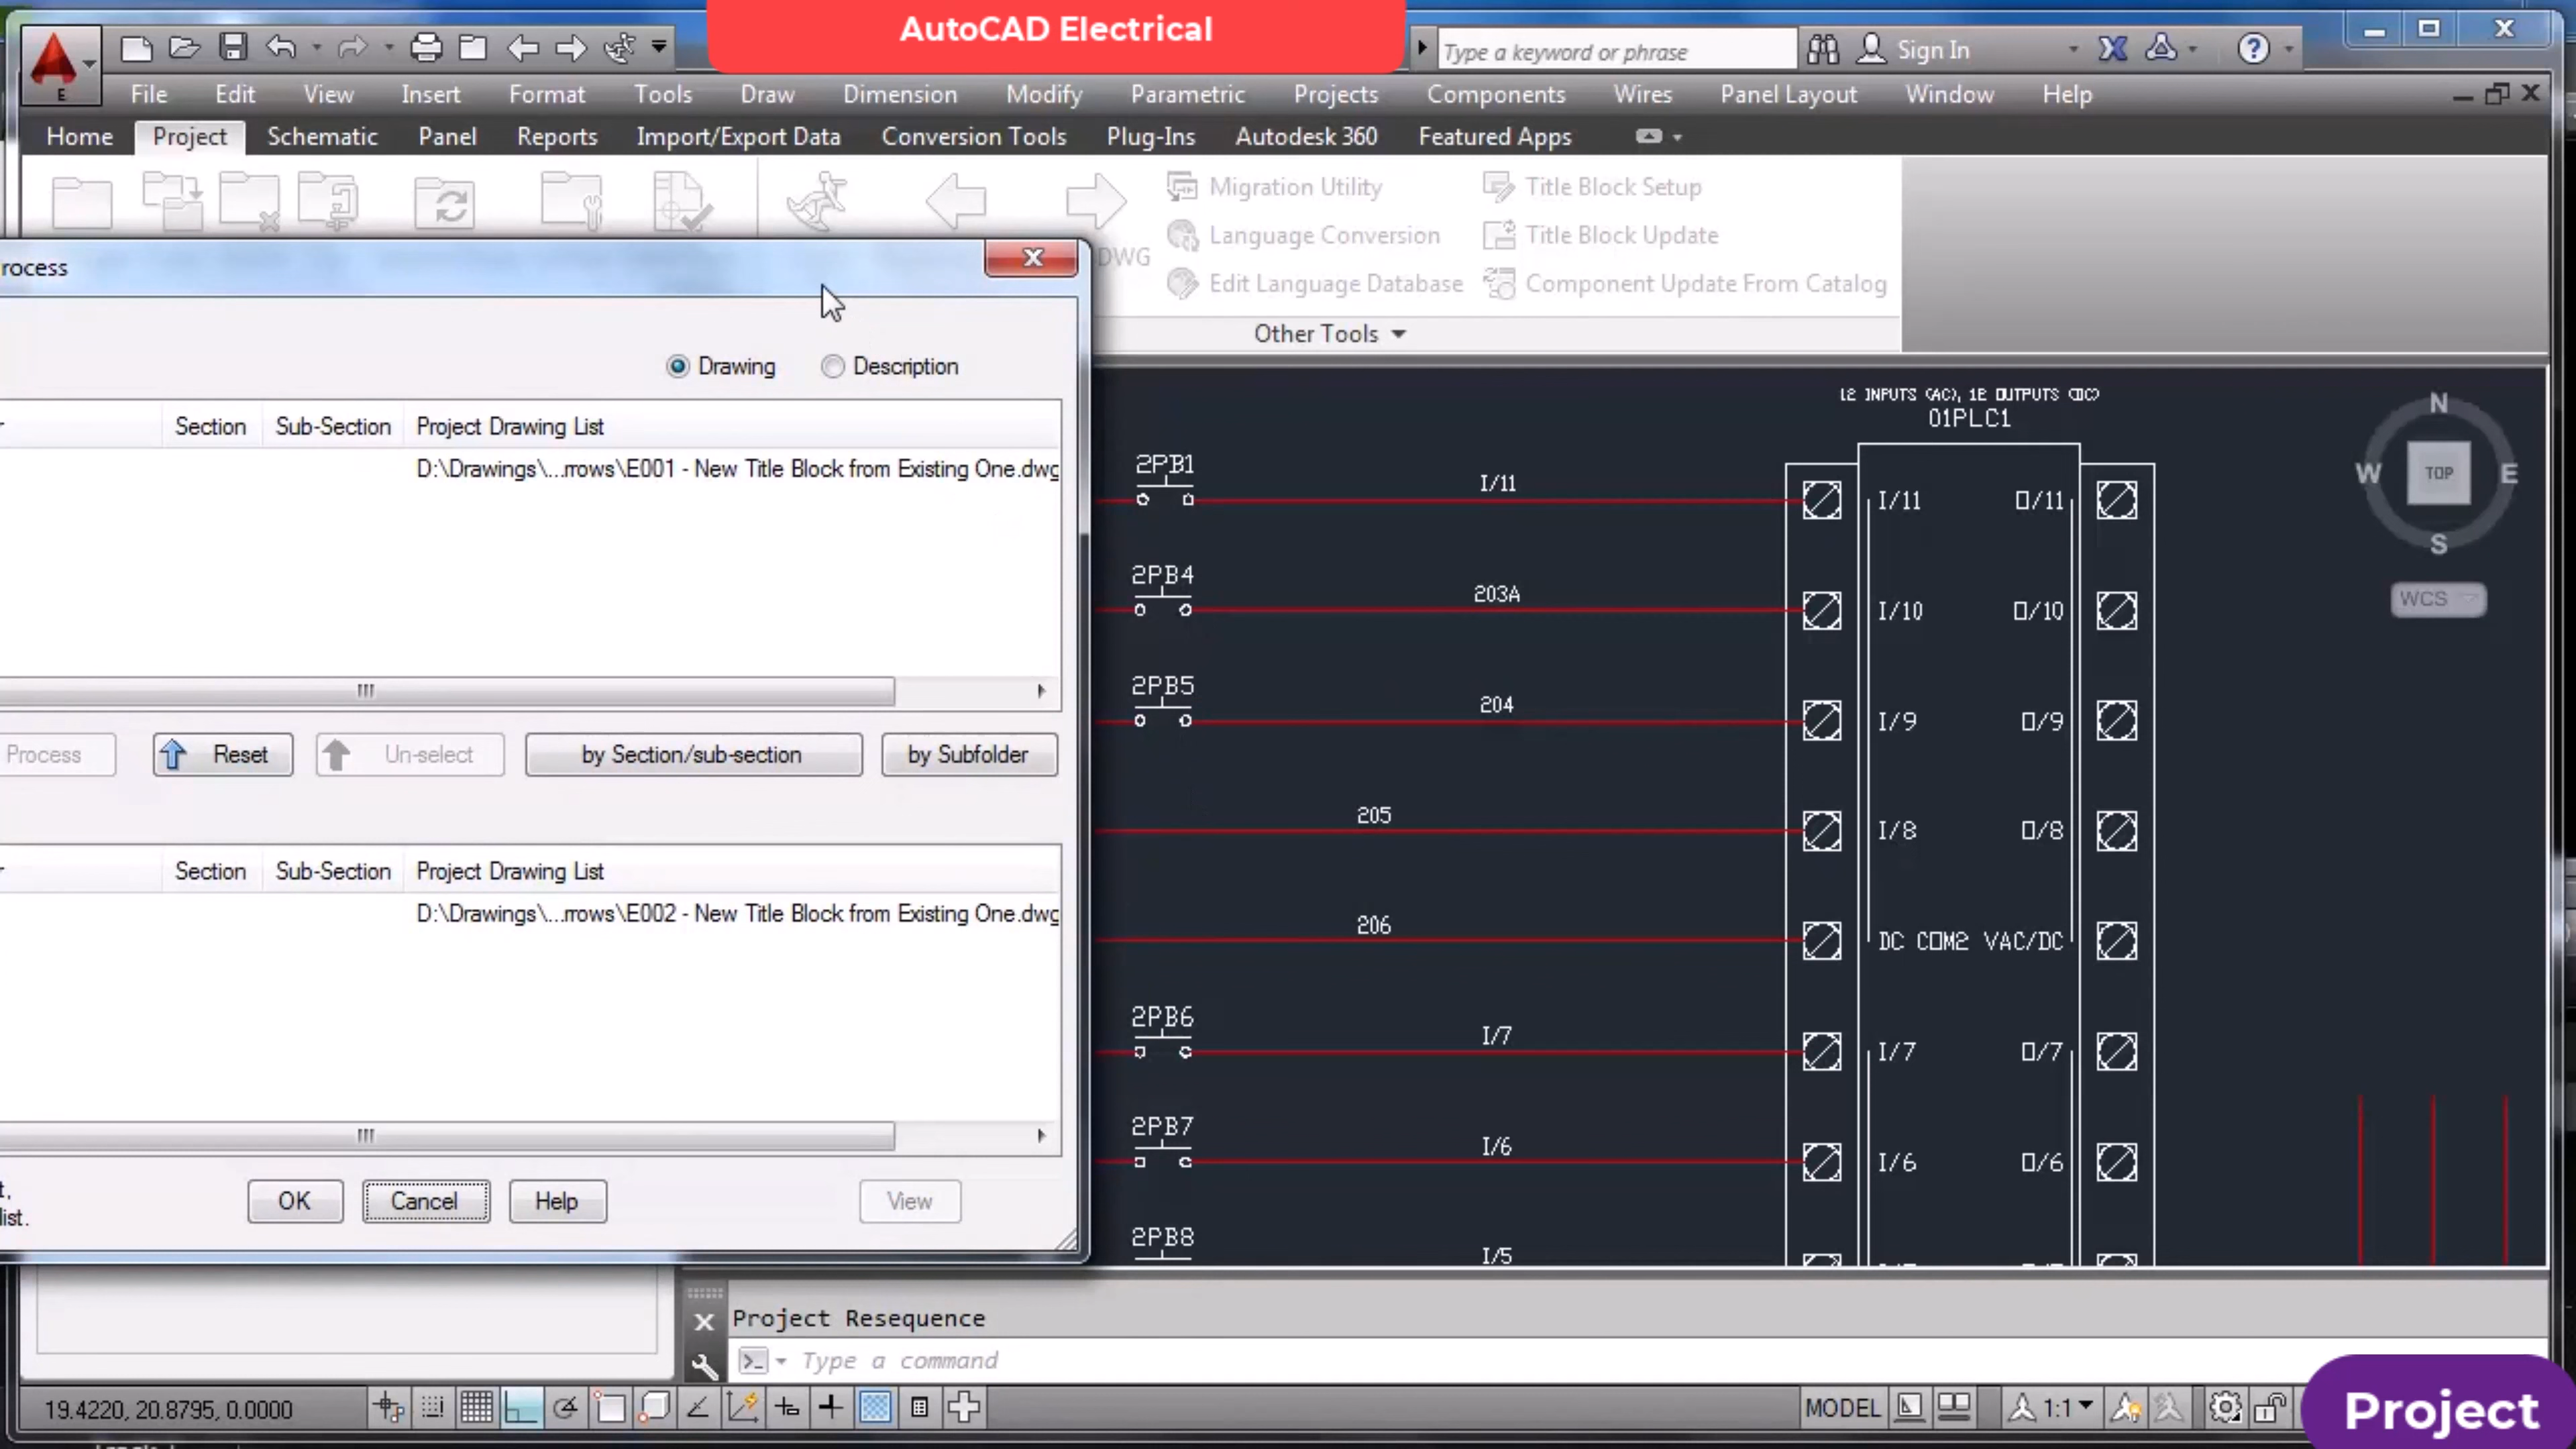 AutoCAD Electrical
Type a keyword or phrase
Sign In
E
File Edit View Insert Format Tools Draw Dimension Modify Parametric Projects Components Wires Panel Layout Window Help
Home Project Schematic Panel Reports Import/Export Data Conversion Tools Plug-Ins Autodesk 360 Featured Apps
Migration Utility Title Block Setup
DWG Language Conversion Title Block Update
Edit Language Database Component Update From Catalog
Other Tools
rocess
Drawing Description
Section Sub-Section Project Drawing List
D:\Drawings\...rrows\E001 - New Title Block from Existing One.dwg
Process Reset Un-select by Section/sub-section by Subfolder
Section Sub-Section Project Drawing List
D:\Drawings\...rrows\E002 - New Title Block from Existing One.dwg
t,
list.
OK Cancel Help View
12 INPUTS (AC), 12 OUTPUTS (DC)
01PLC1
2PB1 I/11 I/11 O/11
2PB4 203A I/10 O/10
2PB5 204 I/9 O/9
205 I/8 O/8
206 DC COM2 VAC/DC
2PB6 I/7 I/7 O/7
2PB7 I/6 I/6 O/6
2PB8 I/5
N
W TOP E
S
WCS
Project Resequence
Type a command
19.4220, 20.8795, 0.0000
MODEL 1:1
Project